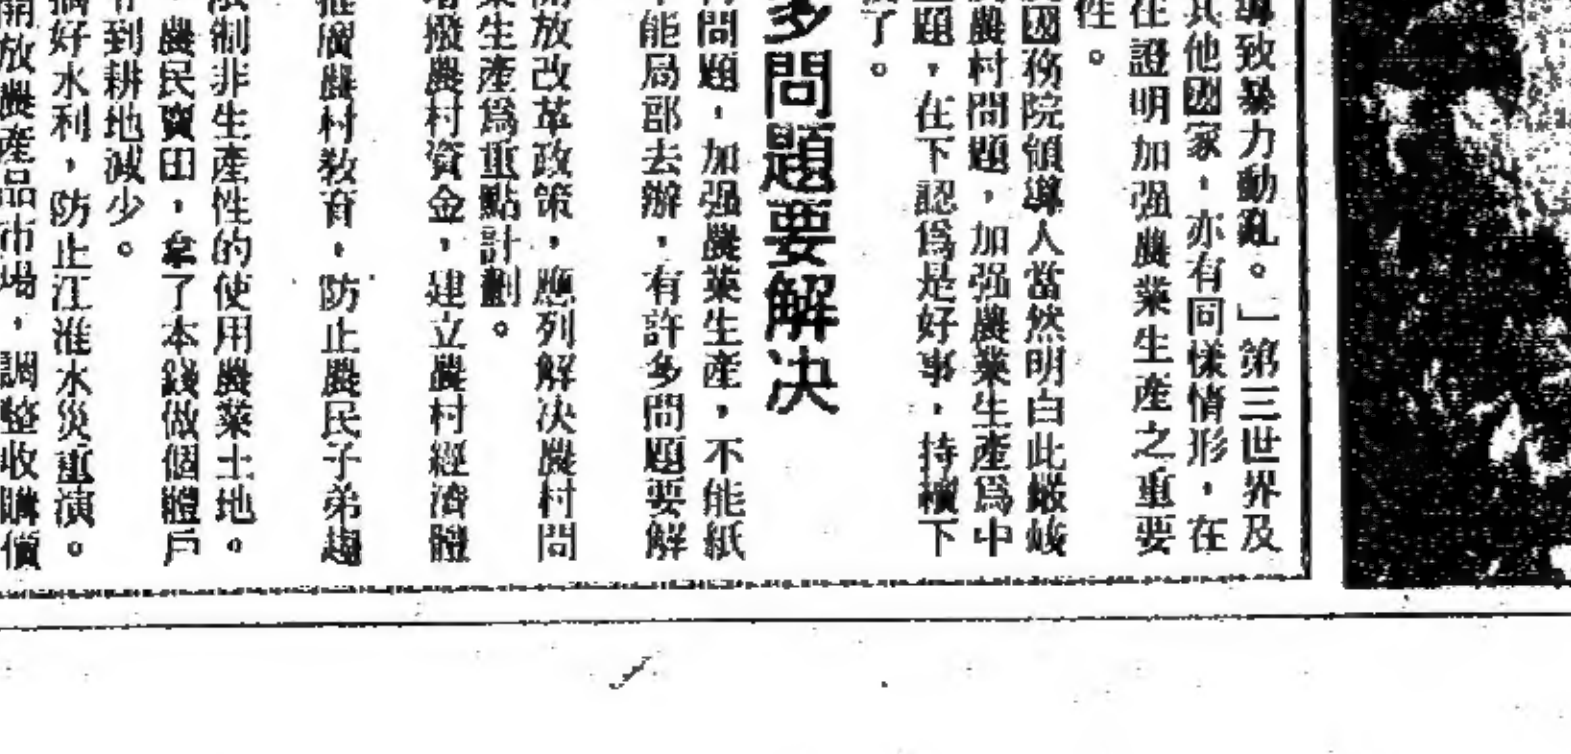 導致暴力動亂。」第三世界及
其他國家，亦有同樣情形，在
在證明加强農業生產之重要
性。
國務院領導人當然明白此嚴峻
農村問題，加强農業生產爲中
題，在下認爲是好事，持續下
了。
多問題要解決
問題，加强農業生產，不能紙
能局部去辦，有許多問題要解
開放改革政策，應列解決農村問
業生產爲重點計劃。
增撥農村資金，建立農村經濟體
推廣農村教育，防止農民子弟趨
限制非生產性的使用農業土地。
，農民賣田，拿了本錢做個體戶
到耕地減少。
搞好水利，防止江淮水災重演。
開放農產品市場，調整收購價